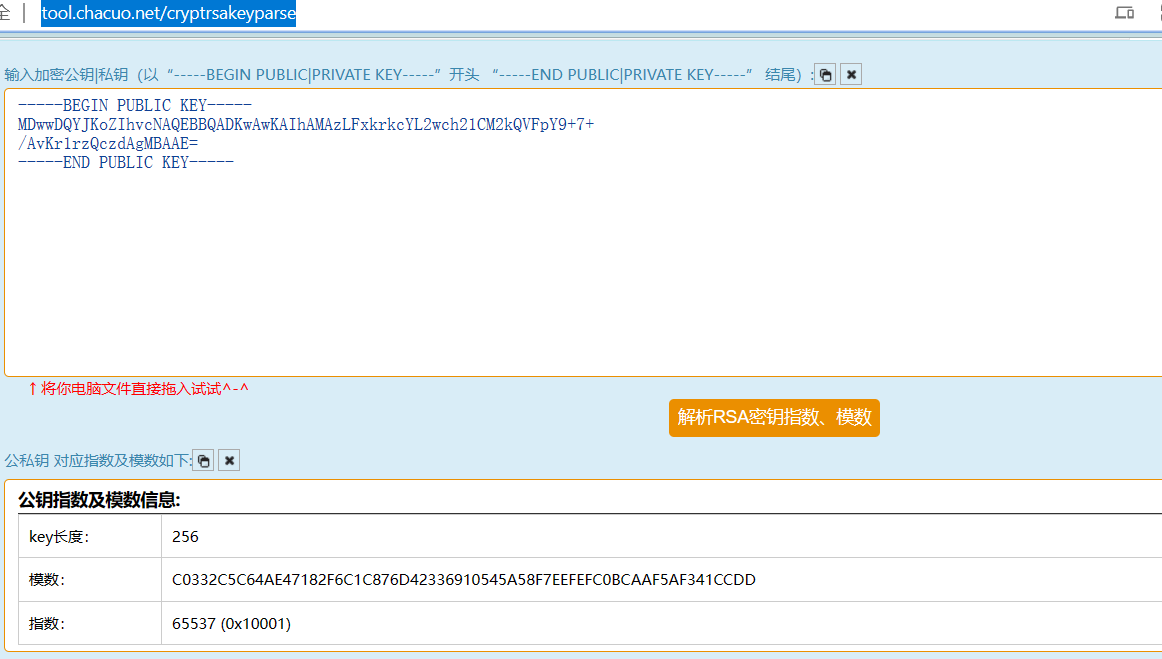 全 | tool.chacuo.net/cryptrsakeyparse
输入加密公钥|私钥（以“-----BEGIN PUBLIC|PRIVATE KEY-----”开头 “-----END PUBLIC|PRIVATE KEY-----” 结尾）:
-----BEGIN PUBLIC KEY-----
MDwwDQYJKoZIhvcNAQEBBQADKwAwKAIhAMAzLFxkrkcYL2wch21CM2kQVFpY9+7+
/AvKr1rzQczdAgMBAAE=
-----END PUBLIC KEY-----
↑将你电脑文件直接拖入试试^-^
解析RSA密钥指数、模数
公私钥 对应指数及模数如下:
公钥指数及模数信息:
key长度: 256
模数: C0332C5C64AE47182F6C1C876D42336910545A58F7EEFEFC0BCAAF5AF341CCDD
指数: 65537 (0x10001)